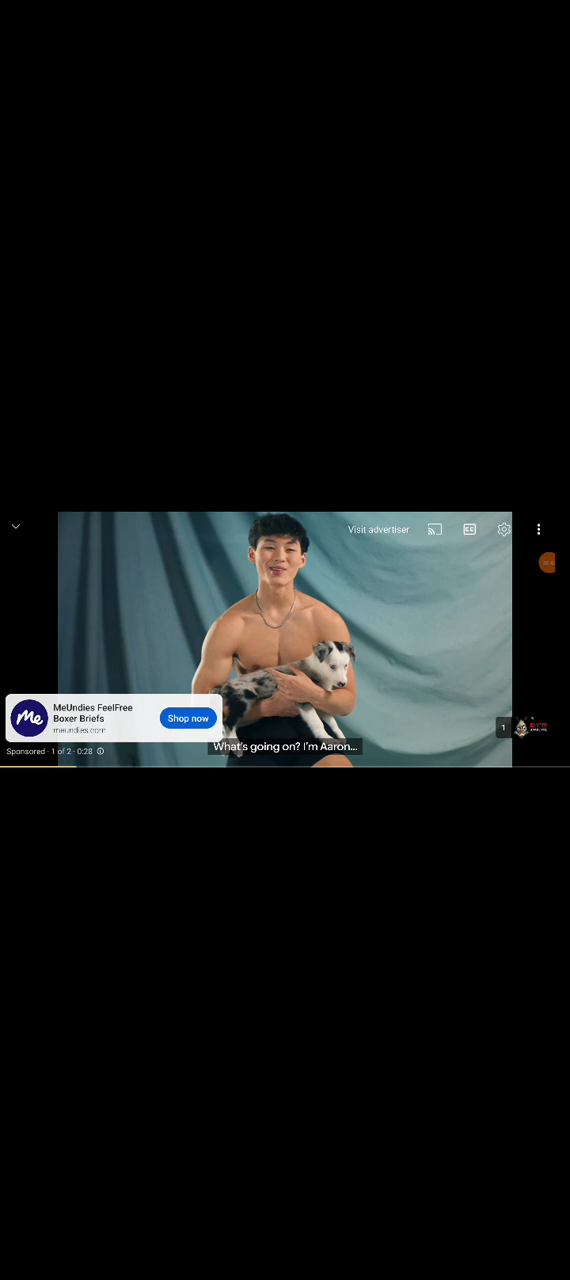 Visit advertiser
CC
Me
MeUndies FeelFree
Boxer Briefs
meundies.com
Shop now
What's going on? I'm Aaron...
1
Sponsored · 1 of 2 · 0:28